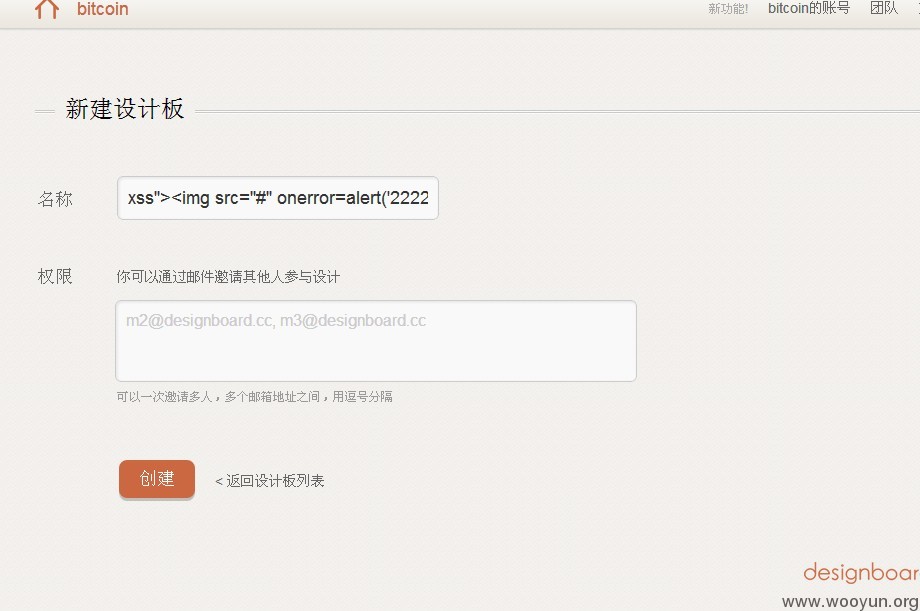 bitcoin 新功能! bitcoin的账号 团队
新建设计板
名称 xss"><img src="#" onerror=alert('2222
权限 你可以通过邮件邀请其他人参与设计
m2@designboard.cc, m3@designboard.cc
可以一次邀请多人，多个邮箱地址之间，用逗号分隔
创建 < 返回设计板列表
designboar
www.wooyun.org